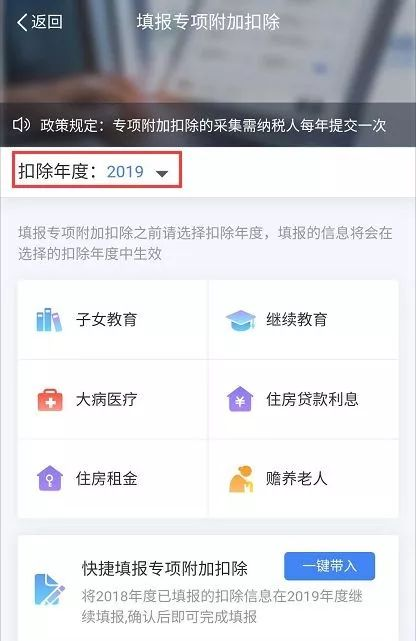 返回 填报专项附加扣除
政策规定：专项附加扣除的采集需纳税人每年提交一次
扣除年度：2019
填报专项附加扣除之前请选择扣除年度，填报的信息将会在
选择的扣除年度中生效
子女教育 继续教育
大病医疗 住房贷款利息
住房租金 赡养老人
快捷填报专项附加扣除 一键带入
将2018年度已填报的扣除信息在2019年度继
续填报,确认后即可完成填报